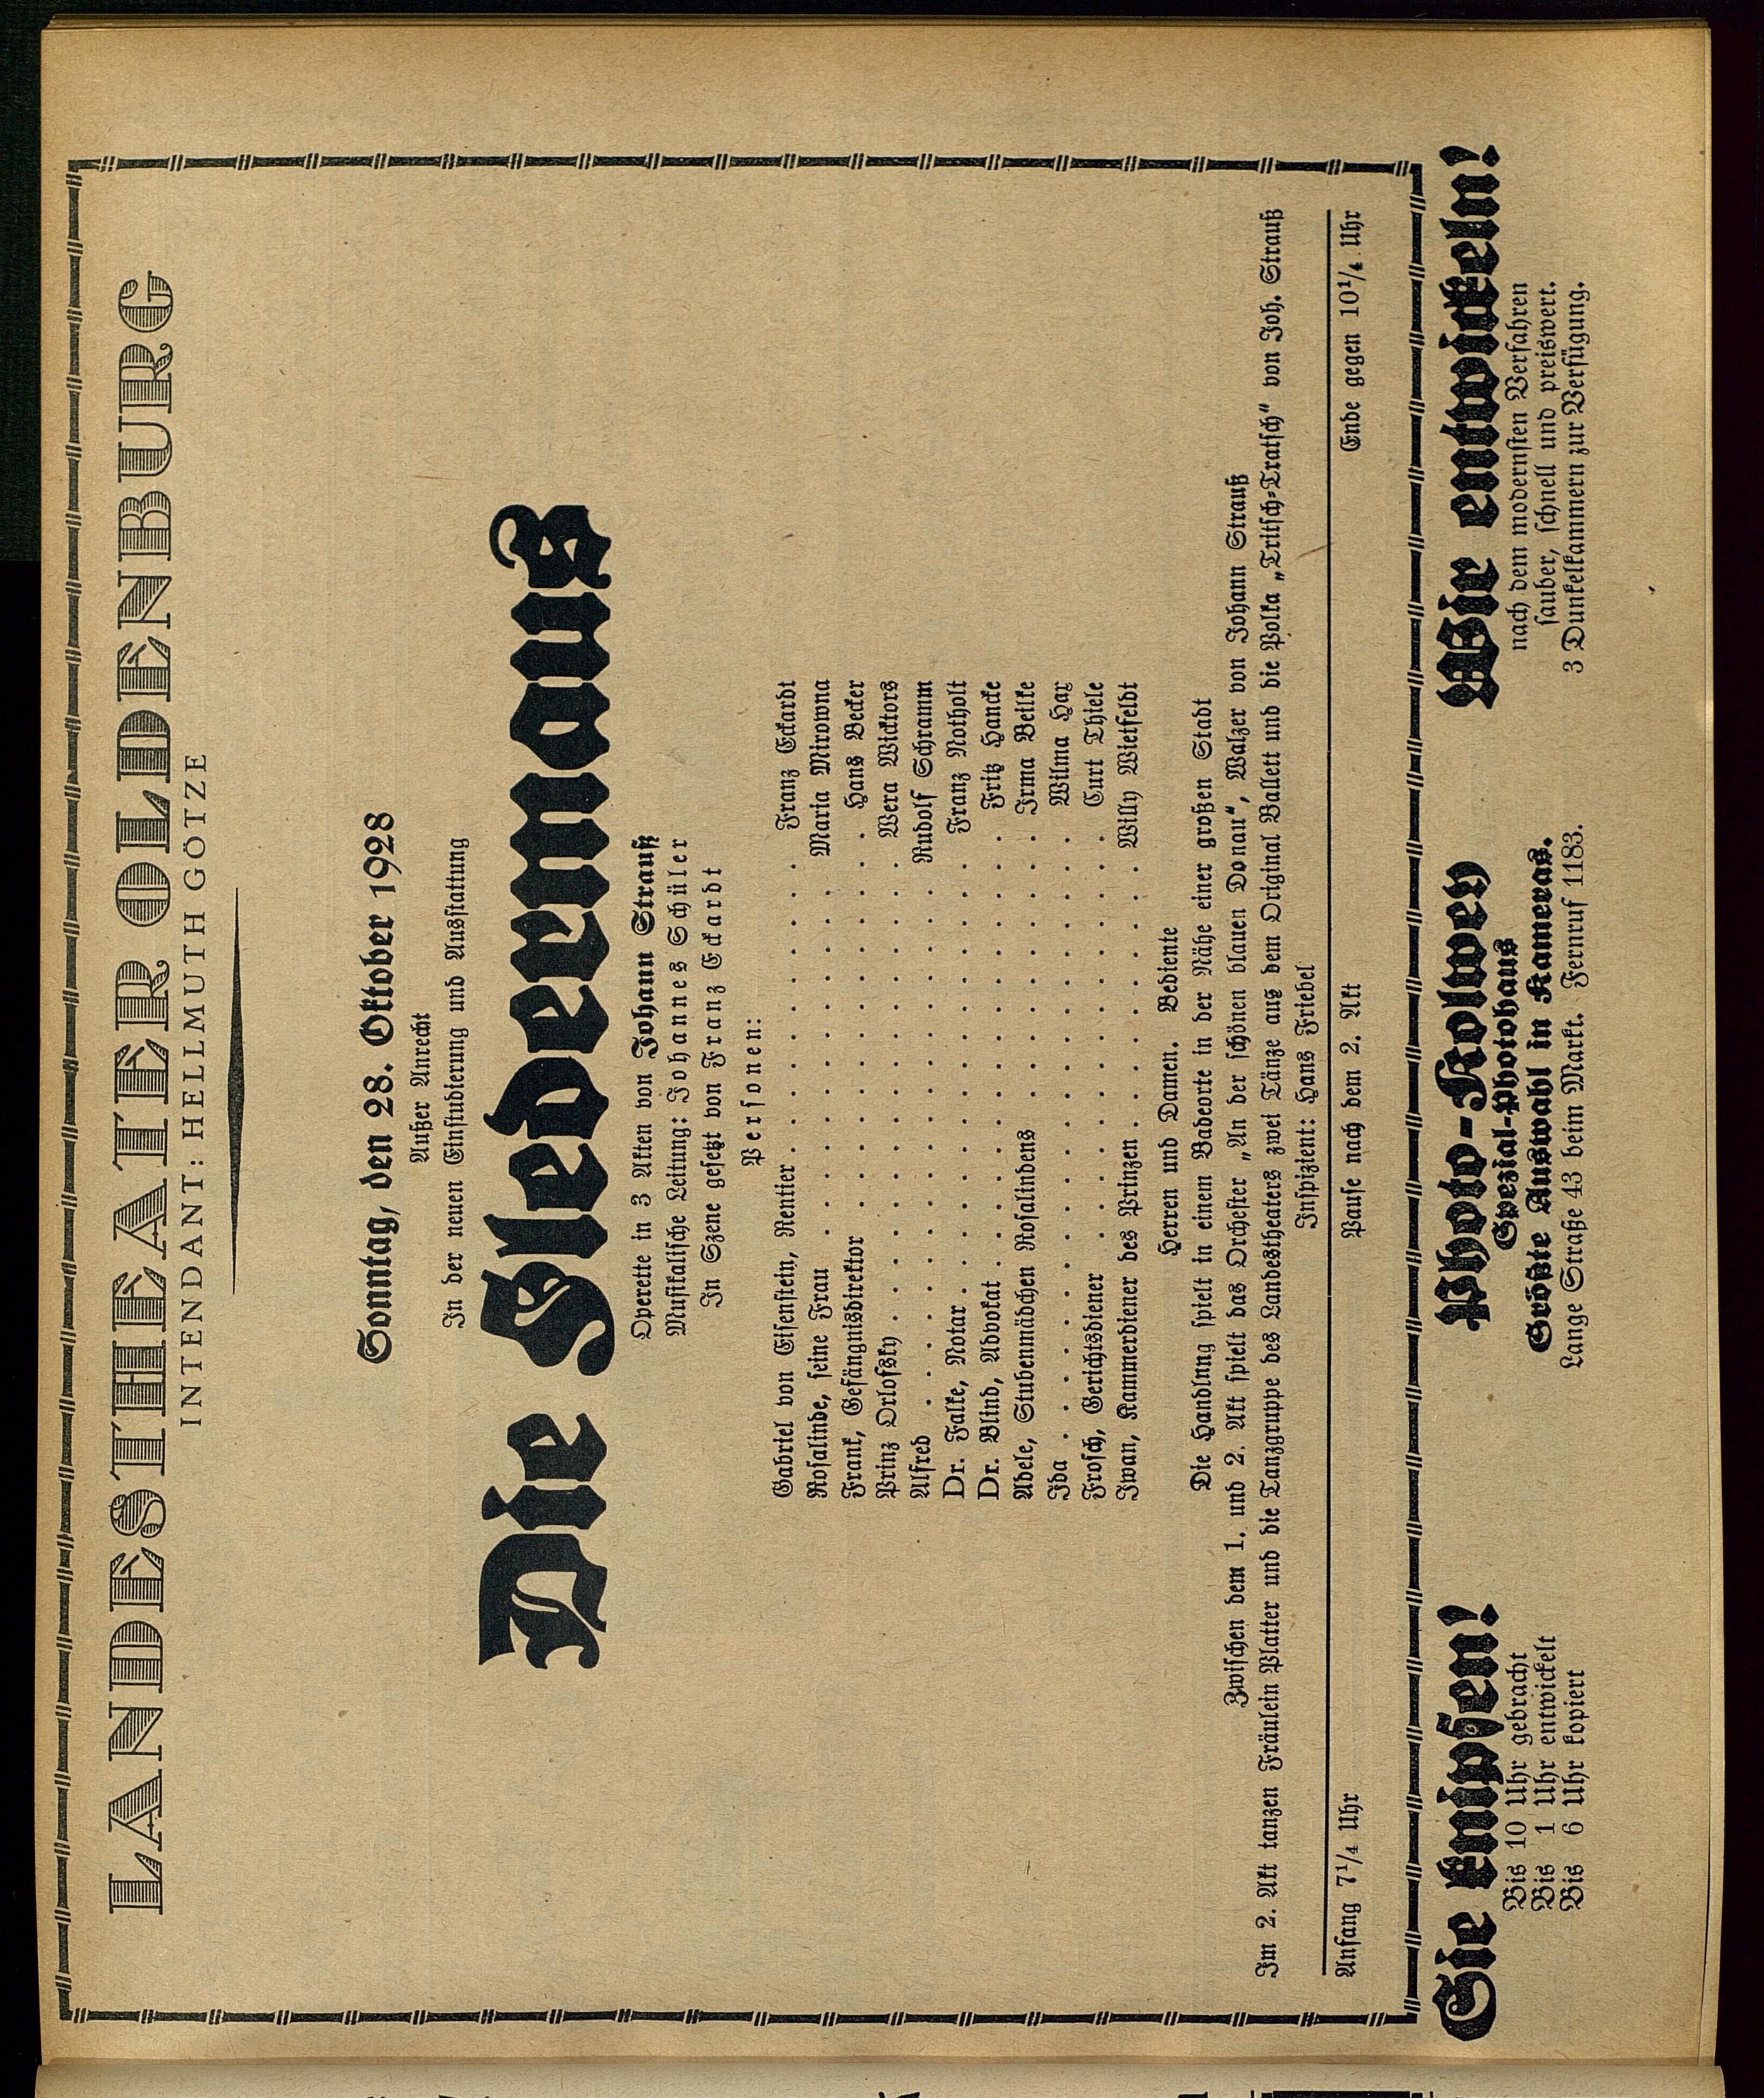 LANDESTHEATER OLDENBURG
INTENDANT: HELLMUTH GÖTZE
Sonntag, den 28. Oktober 1928
Außer Anrecht
In der neuen Einstudierung und Ausstattung
Die Fledermaus
Operette in 3 Akten von Johann Strauß
Musikalische Leitung: Johannes Schüler
In Szene gesetzt von Franz Eckardt
Personen:
Gabriel von Eisenstein, Rentier . . . . . . . . . . Franz Eckardt
Rosalinde, seine Frau . . . . . . . . . . . . Maria Mirowna
Frank, Gefängnisdirektor . . . . . . . . . . . . Hans Becker
Prinz Orlofsky . . . . . . . . . . . . . . Wera Wicktors
Alfred . . . . . . . . . . . . . . . . Rudolf Schramm
Dr. Falke, Notar . . . . . . . . . . . . . . Franz Notholt
Dr. Blind, Advokat . . . . . . . . . . . . . . Fritz Hancke
Adele, Stubenmädchen Rosalindens . . . . . . . . . Irma Beilke
Ida . . . . . . . . . . . . . . . . . . Wilma Har
Frosch, Gerichtsdiener . . . . . . . . . . . . Curt Thiele
Iwan, Kammerdiener des Prinzen . . . . . . . . . Willy Wietfeldt
Herren und Damen. Bediente
Die Handlung spielt in einem Badeorte in der Nähe einer großen Stadt
Zwischen dem 1. und 2. Akt spielt das Orchester „An der schönen blauen Donau“, Walzer von Johann Strauß
Im 2. Akt tanzen Fräulein Platter und die Tanzgruppe des Landestheaters zwei Tänze aus dem Original Ballett und die Polka „Tritsch-Tratsch“ von Joh. Strauß
Inspizient: Hans Friebel
Anfang 7¹/₄ Uhr Pause nach dem 2. Akt Ende gegen 10¹/₄ Uhr
Sie knipsen!
Bis 10 Uhr gebracht
Bis 1 Uhr entwickelt
Bis 6 Uhr kopiert
Photo-Kolwey
Spezial-Photohaus
Größte Auswahl in Kameras.
Lange Straße 43 beim Markt. Fernruf 1183.
Wir entwickeln!
nach dem modernsten Verfahren
sauber, schnell und preiswert.
3 Dunkelkammern zur Verfügung.